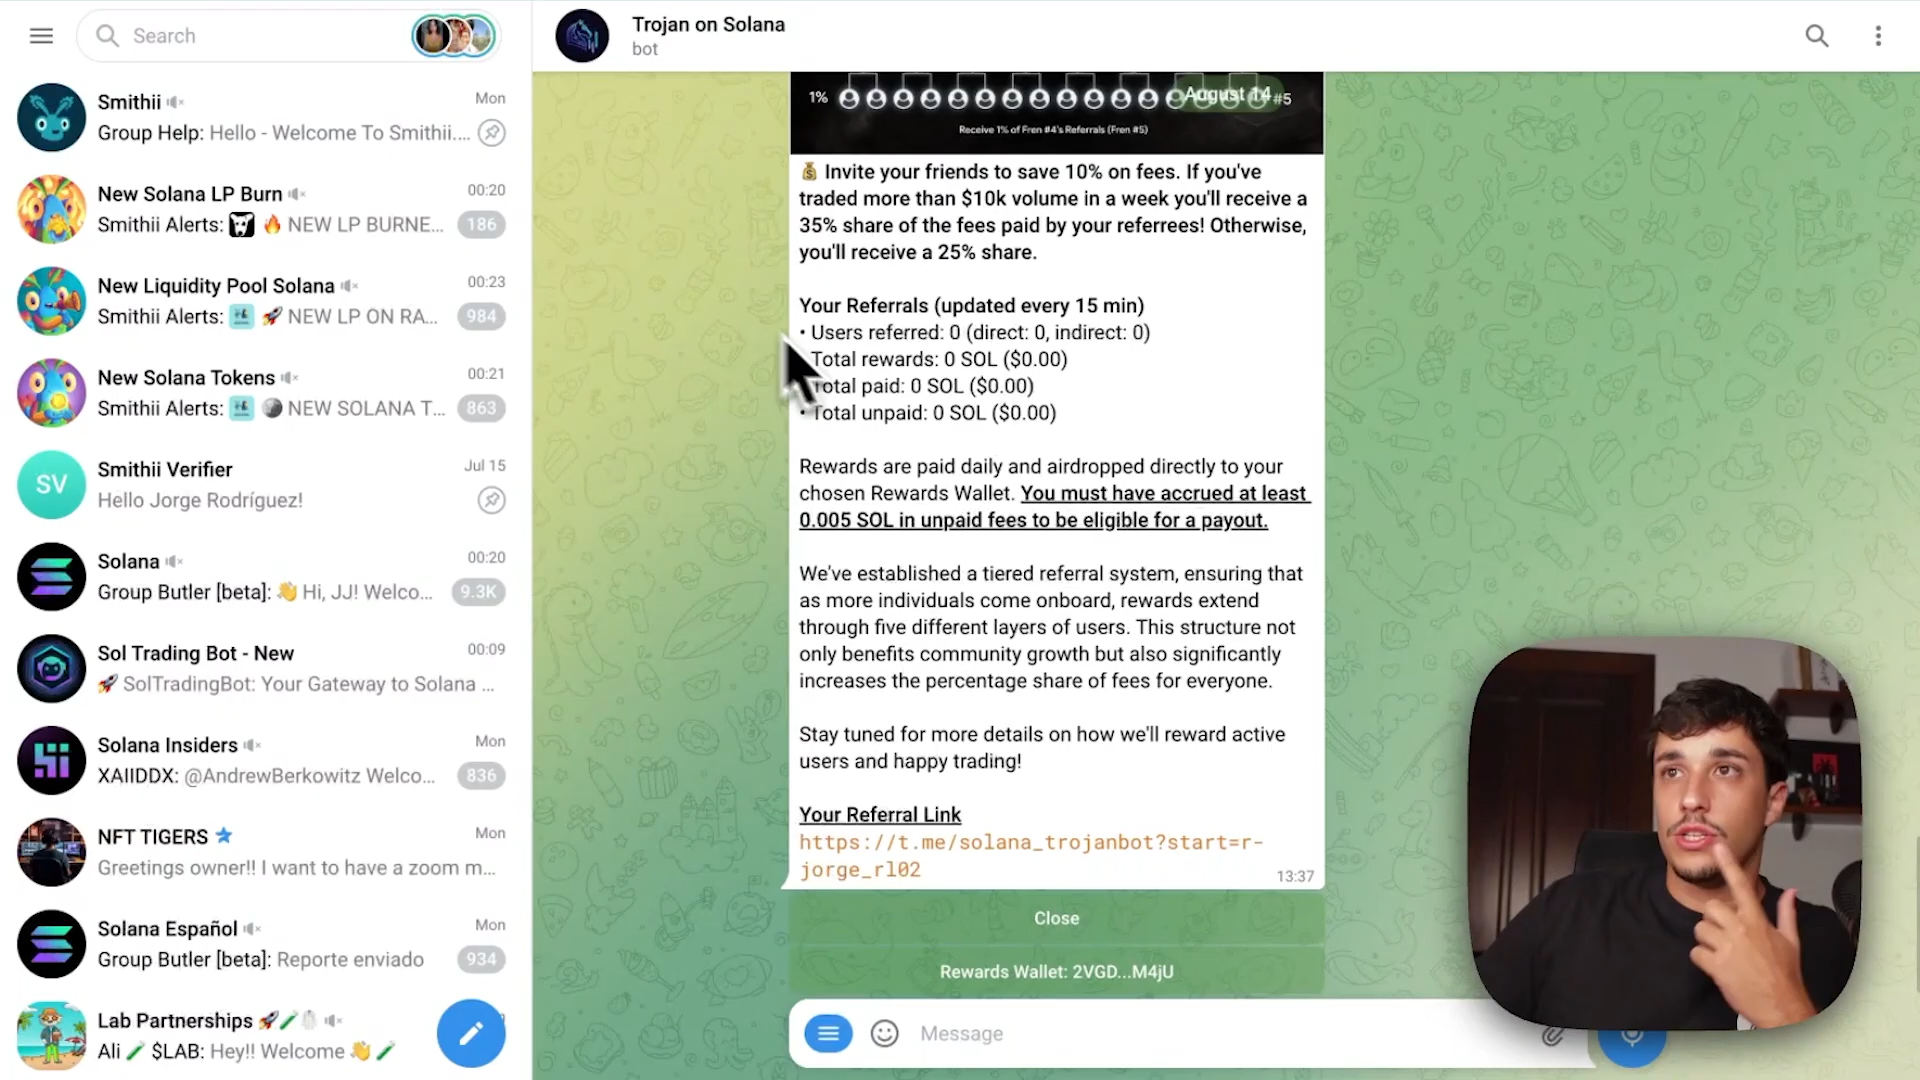 Search
Smithii
Mon
Group Help: Hello - Welcome To Smithii....
New Solana LP Burn
00:20
Smithii Alerts: 🔥 NEW LP BURNE...
186
New Liquidity Pool Solana
00:23
Smithii Alerts: 🚀 NEW LP ON RA...
984
New Solana Tokens
00:21
Smithii Alerts: NEW SOLANA T...
863
SV
Smithii Verifier
Jul 15
Hello Jorge Rodríguez!
Solana
00:20
Group Butler [beta]: 👋 Hi, JJ! Welco...
9.3K
Sol Trading Bot - New
00:09
🚀 SolTradingBot: Your Gateway to Solana ...
Solana Insiders
Mon
XAIIDDX: @AndrewBerkowitz Welco...
836
NFT TIGERS
Mon
Greetings owner!! I want to have a zoom m...
Solana Español
Mon
Group Butler [beta]: Reporte enviado
934
Lab Partnerships 🚀🧪🥼
Ali 🧪 $LAB: Hey!! Welcome 👋🧪
Trojan on Solana
bot
1%
August 14
#5
Receive 1% of Fren #4's Referrals (Fren #5)
💰 Invite your friends to save 10% on fees. If you've
traded more than $10k volume in a week you'll receive a
35% share of the fees paid by your referrees! Otherwise,
you'll receive a 25% share.
Your Referrals (updated every 15 min)
• Users referred: 0 (direct: 0, indirect: 0)
Total rewards: 0 SOL ($0.00)
Total paid: 0 SOL ($0.00)
• Total unpaid: 0 SOL ($0.00)
Rewards are paid daily and airdropped directly to your
chosen Rewards Wallet. You must have accrued at least
0.005 SOL in unpaid fees to be eligible for a payout.
We've established a tiered referral system, ensuring that
as more individuals come onboard, rewards extend
through five different layers of users. This structure not
only benefits community growth but also significantly
increases the percentage share of fees for everyone.
Stay tuned for more details on how we'll reward active
users and happy trading!
Your Referral Link
https://t.me/solana_trojanbot?start=r-
jorge_rl02
13:37
Close
Rewards Wallet: 2VGD...M4jU
Message